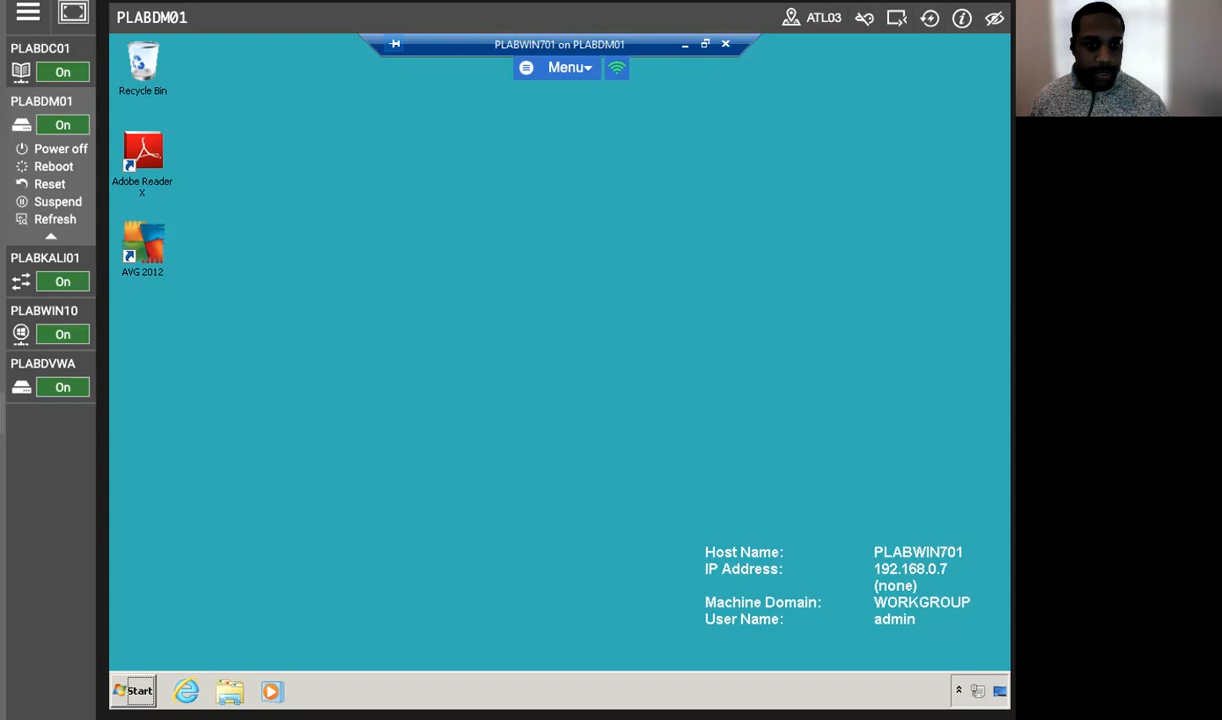 PLABDM01
ATL03
PLABDC01
On
PLABDM01
On
Power off
Reboot
Reset
Suspend
Refresh
PLABKALI01
On
PLABWIN10
On
PLABDVWA
On
PLABWIN701 on PLABDM01
Menu
Recycle Bin
Adobe Reader
X
AVG 2012
Host Name: PLABWIN701
IP Address: 192.168.0.7
(none)
Machine Domain: WORKGROUP
User Name: admin
Start